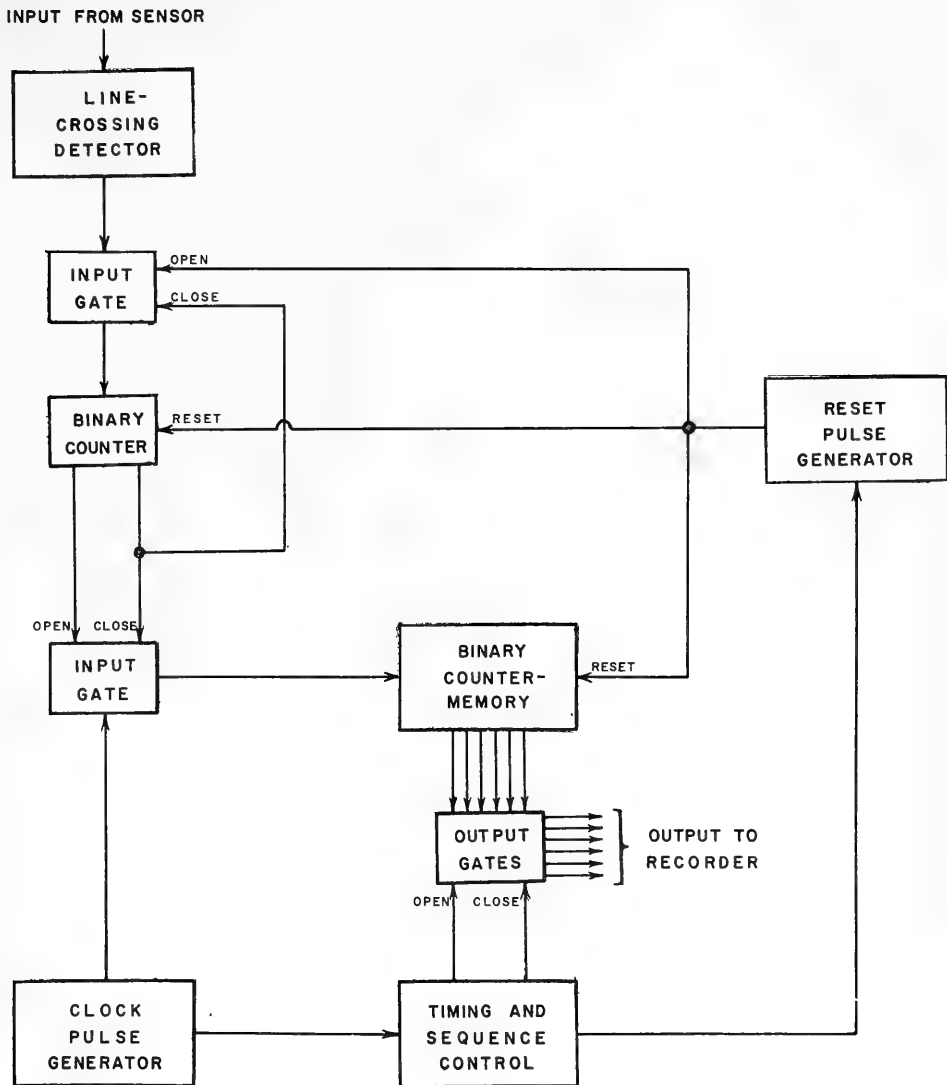 INPUT FROM SENSOR
LINE-
CROSSING
DETECTOR
INPUT
GATE
OPEN
CLOSE
BINARY
COUNTER
RESET
RESET
PULSE
GENERATOR
OPEN CLOSE
INPUT
GATE
BINARY
COUNTER-
MEMORY
RESET
OUTPUT
GATES
OUTPUT TO
RECORDER
OPEN CLOSE
CLOCK
PULSE
GENERATOR
TIMING AND
SEQUENCE
CONTROL